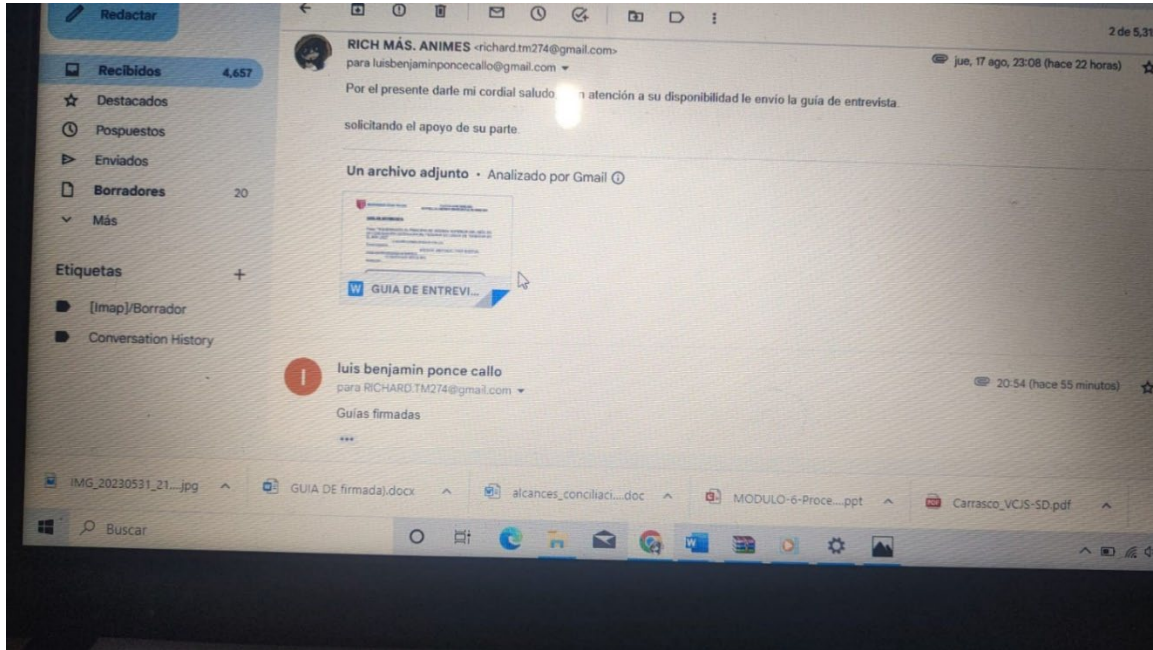 Redactar
Recibidos 4,657
Destacados
Pospuestos
Enviados
Borradores 20
Más
Etiquetas +
[Imap]/Borrador
Conversation History
2 de 5,31
RICH MÁS. ANIMES <richard.tm274@gmail.com>
jue, 17 ago, 23:08 (hace 22 horas)
para luisbenjaminponcecallo@gmail.com
Por el presente darle mi cordial saludo n atención a su disponibilidad le envío la guía de entrevista.
solicitando el apoyo de su parte.
Un archivo adjunto • Analizado por Gmail
W GUIA DE ENTREVI...
l
luis benjamin ponce callo
20:54 (hace 55 minutos)
para RICHARD.TM274@gmail.com
Guías firmadas
IMG_20230531_21....jpg
GUIA DE firmada).docx
alcances_conciliaci....doc
MODULO-6-Proce....ppt
Carrasco_VCJS-SD.pdf
Buscar